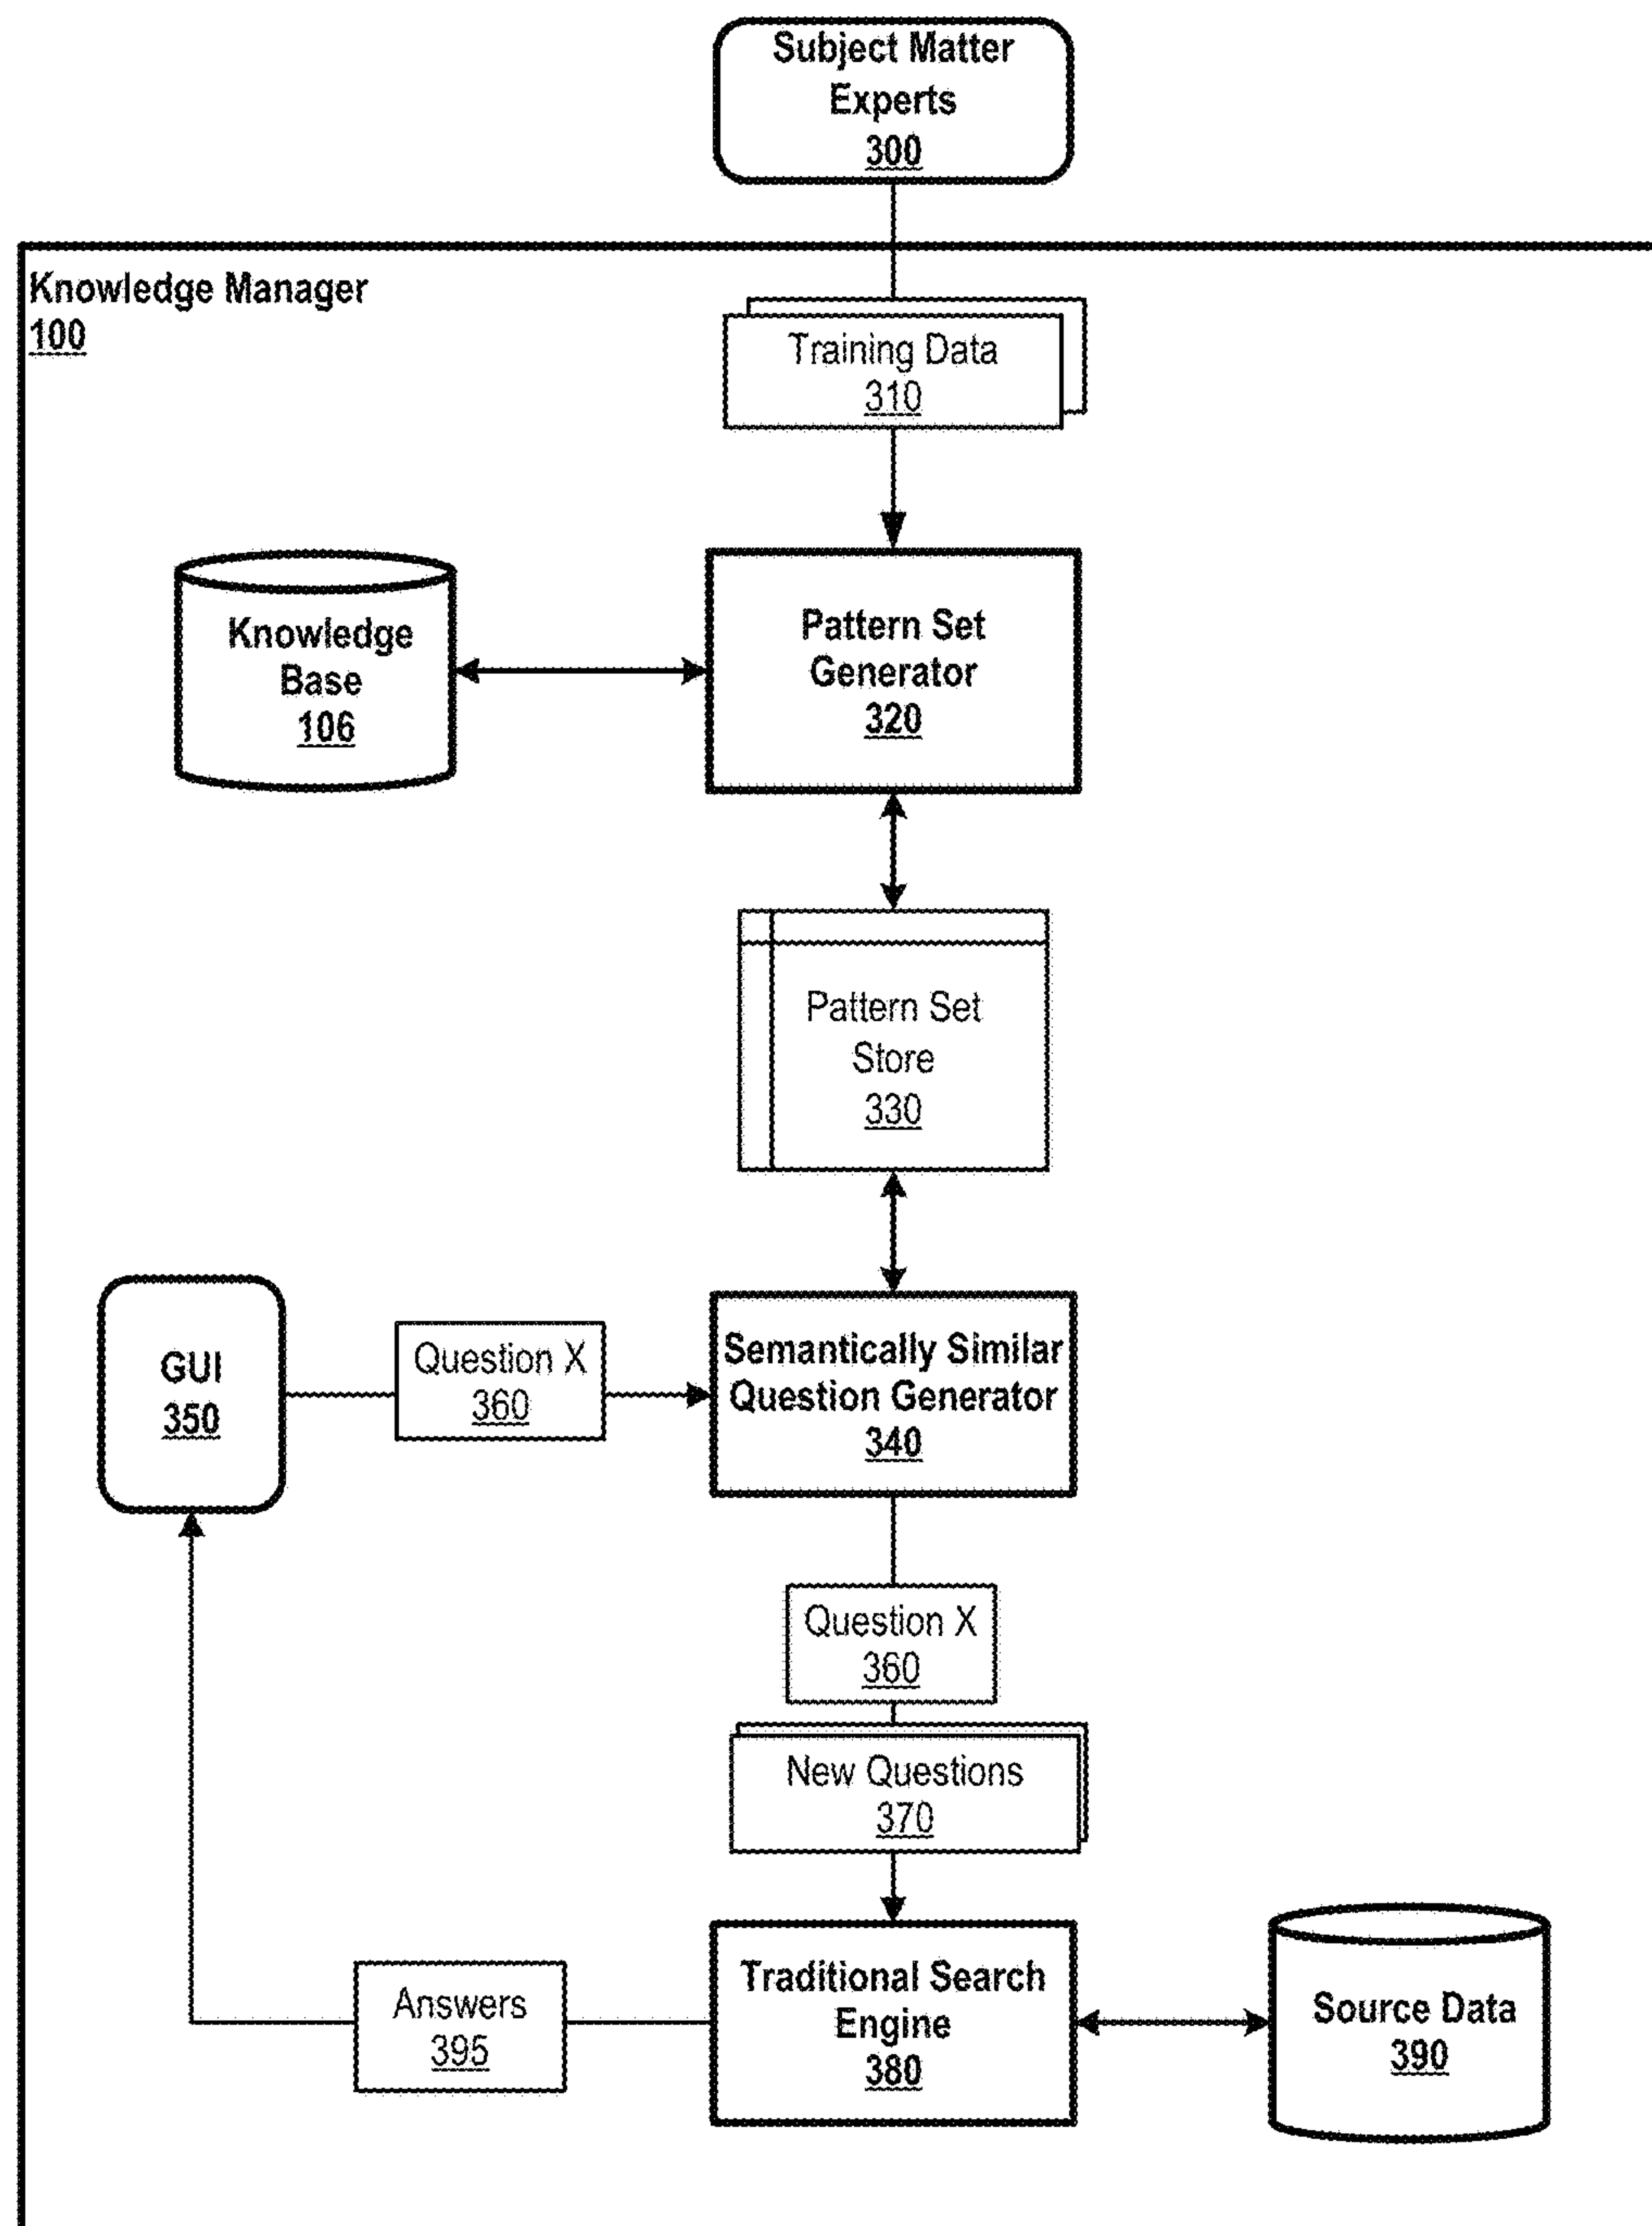 Subject Matter
Experts
300
Knowledge Manager
100
Training Data
310
Knowledge
Base
106
Pattern Set
Generator
320
Pattern Set
Store
330
GUI
350
Question X
360
Semantically Similar
Question Generator
340
Question X
360
New Questions
370
Answers
395
Traditional Search
Engine
380
Source Data
390